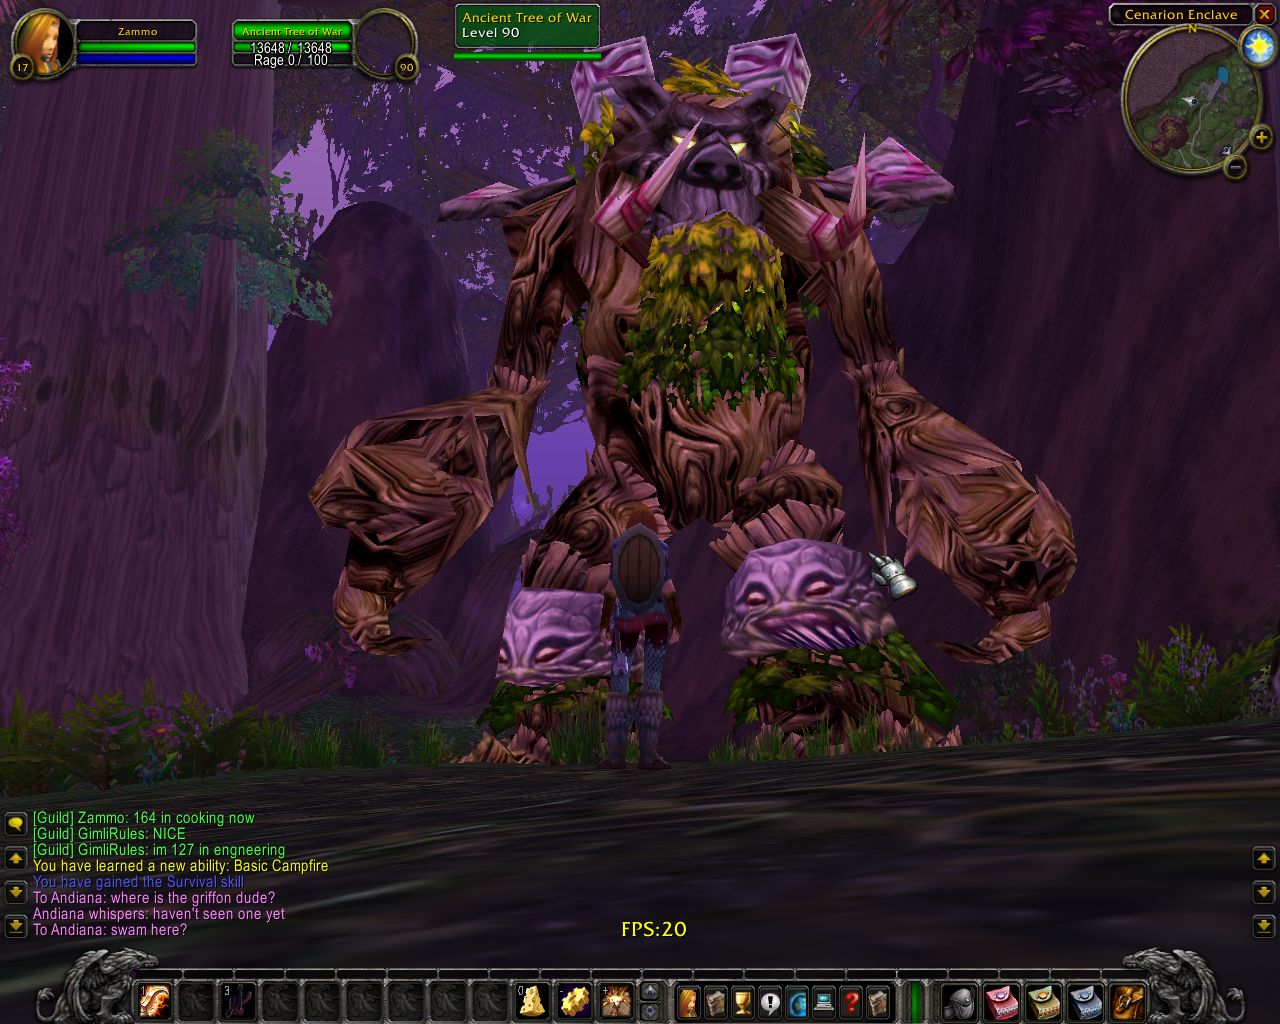 Zammo
17
Ancient Tree of War
13648 / 13648
Rage 0 / 100
90
Ancient Tree of War
Level 90
Cenarion Enclave
N
[Guild] Zammo: 164 in cooking now
[Guild] GimliRules: NICE
[Guild] GimliRules: im 127 in engneering
You have learned a new ability: Basic Campfire
You have gained the Survival skill
To Andiana: where is the griffon dude?
Andiana whispers: haven't seen one yet
To Andiana: swam here?
FPS:20
1
3
0
-
+